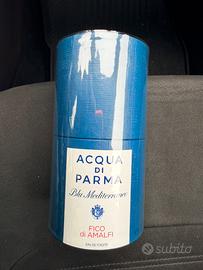 ACQUA
DI
PARMA
Blu Mediterraneo
FICO
di AMALFI
EAU DE TOILETTE
subito